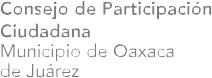 Consejo de Participación
Ciudadana
Municipio de Oaxaca
de Juárez